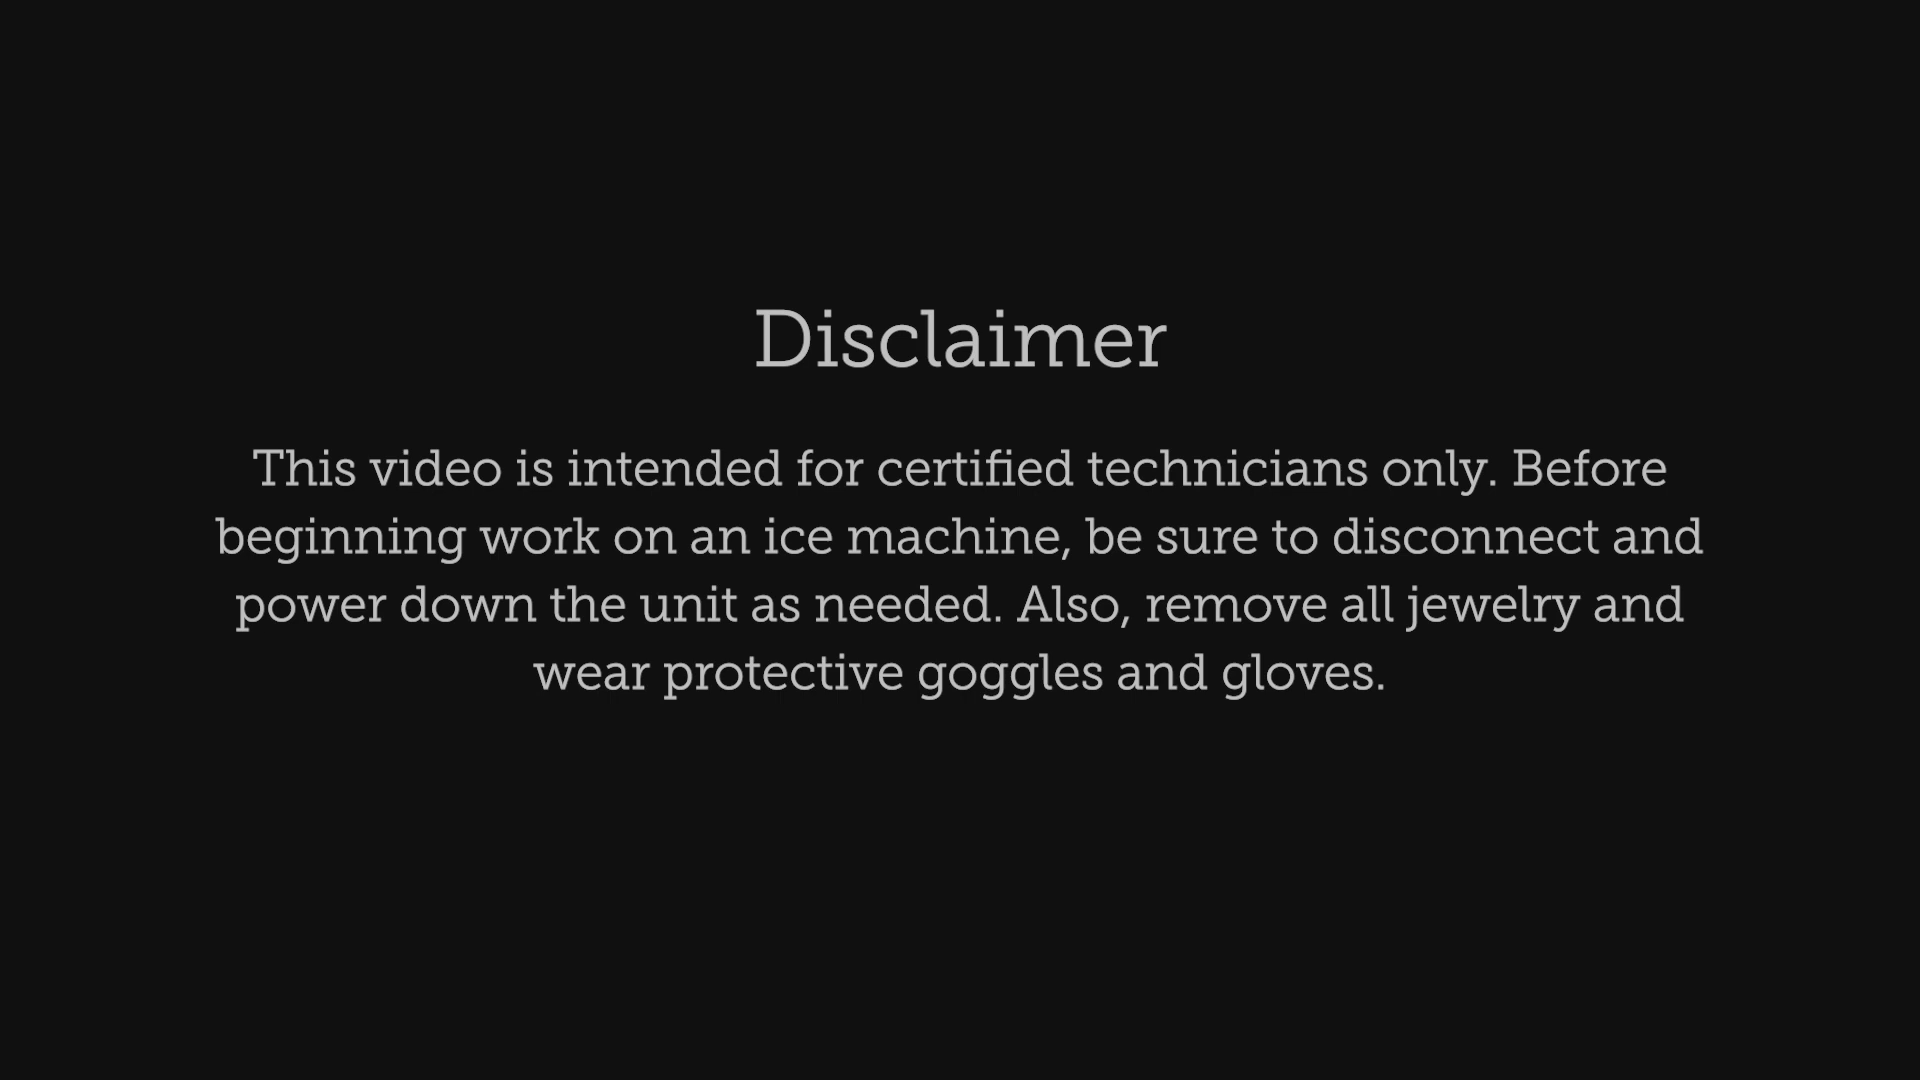 Disclaimer
This video is intended for certified technicians only. Before
beginning work on an ice machine, be sure to disconnect and
power down the unit as needed. Also, remove all jewelry and
wear protective goggles and gloves.